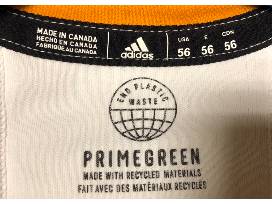 MADE IN CANADA
HECHO EN CANADA
FABRIQUÉ AU CANADA
adidas
USA E CDN
56 56 56
END PLASTIC
WASTE
PRIMEGREEN
MADE WITH RECYCLED MATERIALS
FAIT AVEC DES MATÉRIAUX RECYCLÉS